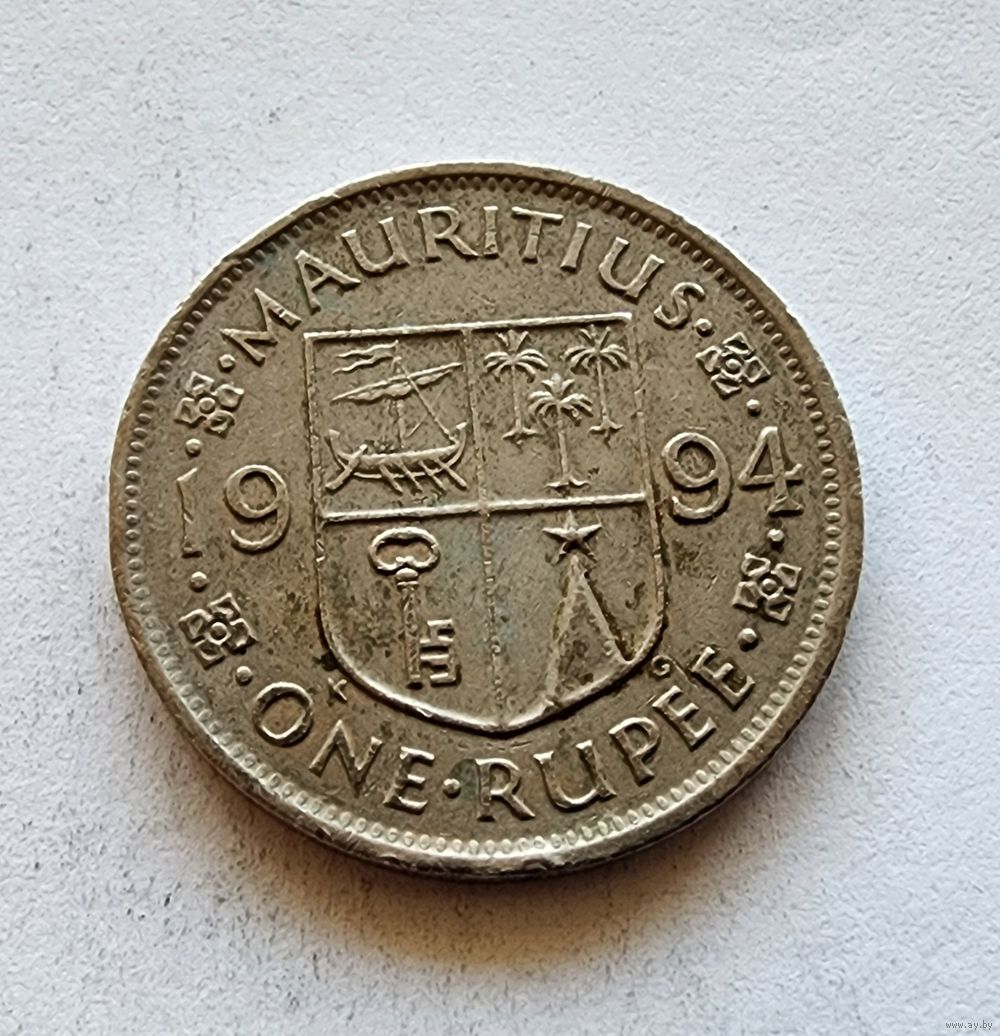 · MAURITIUS ·
1994
· ONE · RUPEE ·
www.ay.by